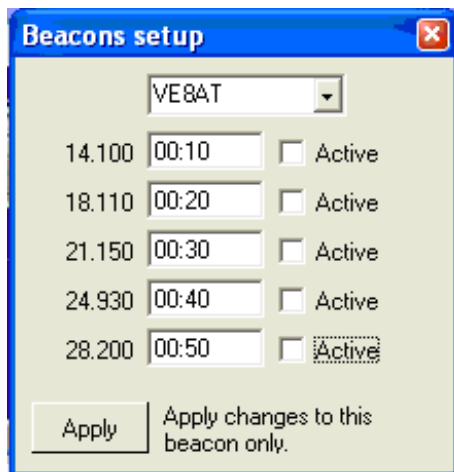 Beacons setup
VE8AT
14.100 00:10 Active
18.110 00:20 Active
21.150 00:30 Active
24.930 00:40 Active
28.200 00:50 Active
Apply
Apply changes to this
beacon only.